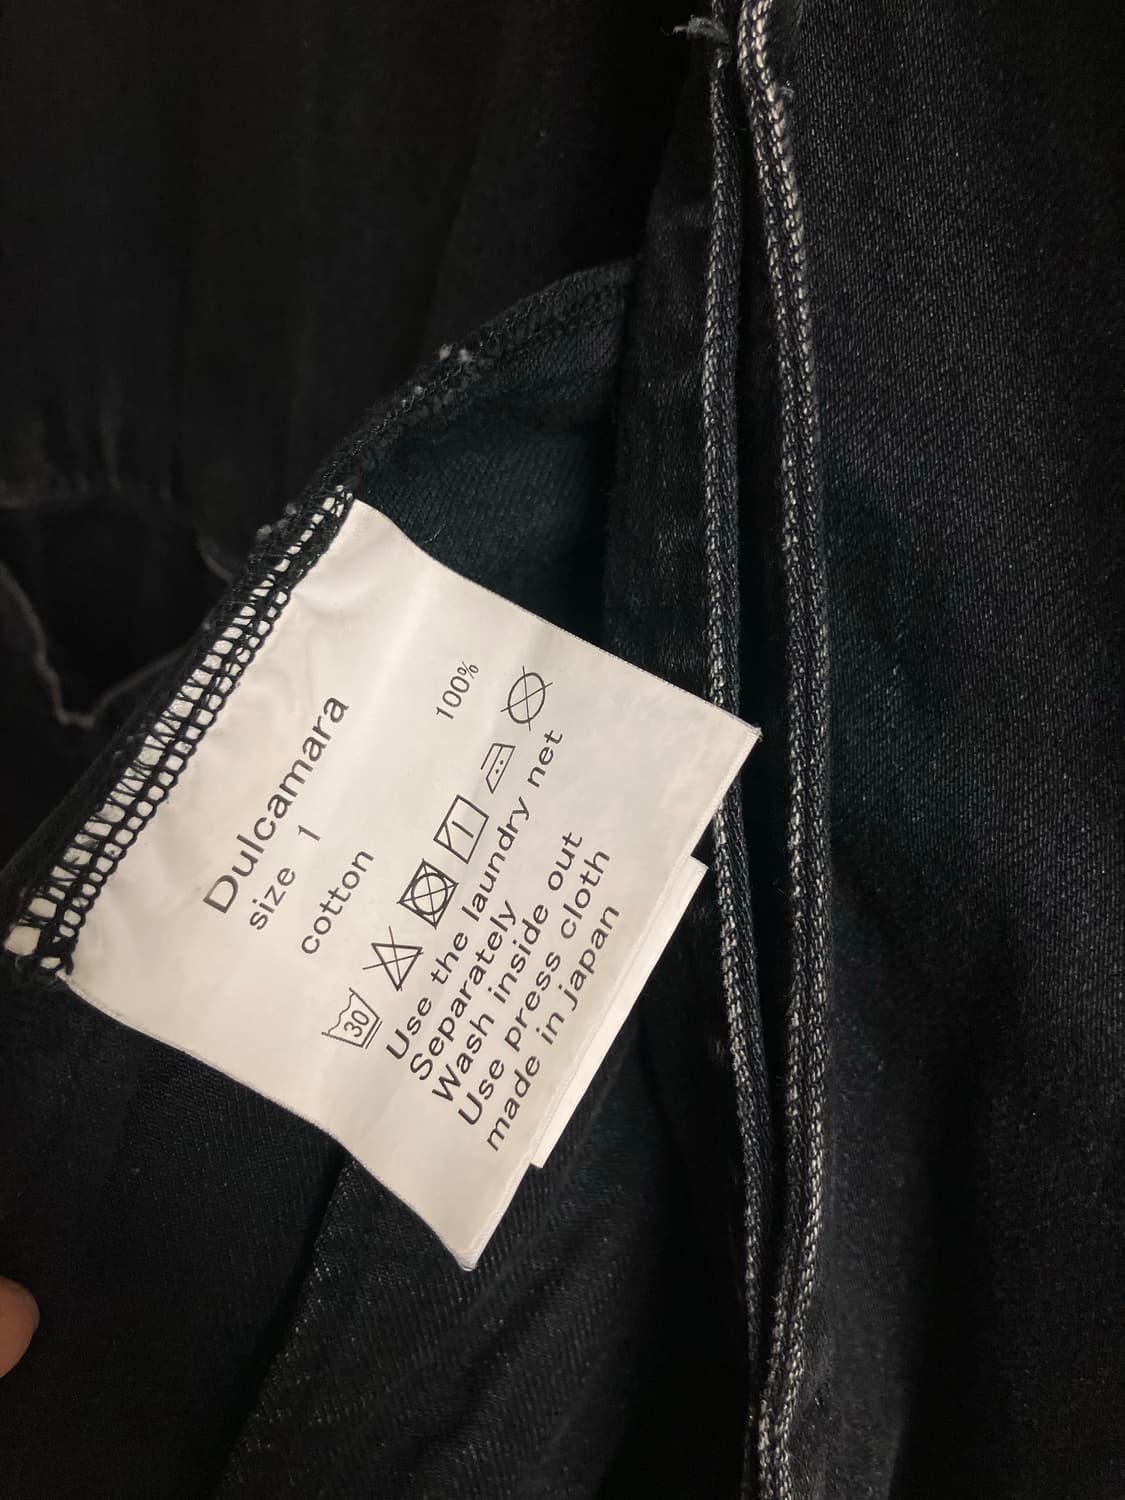 Dulcamara
size 1
cotton 100%
30
Use the laundry net
Separately
Wash inside out
Use press cloth
made in japan